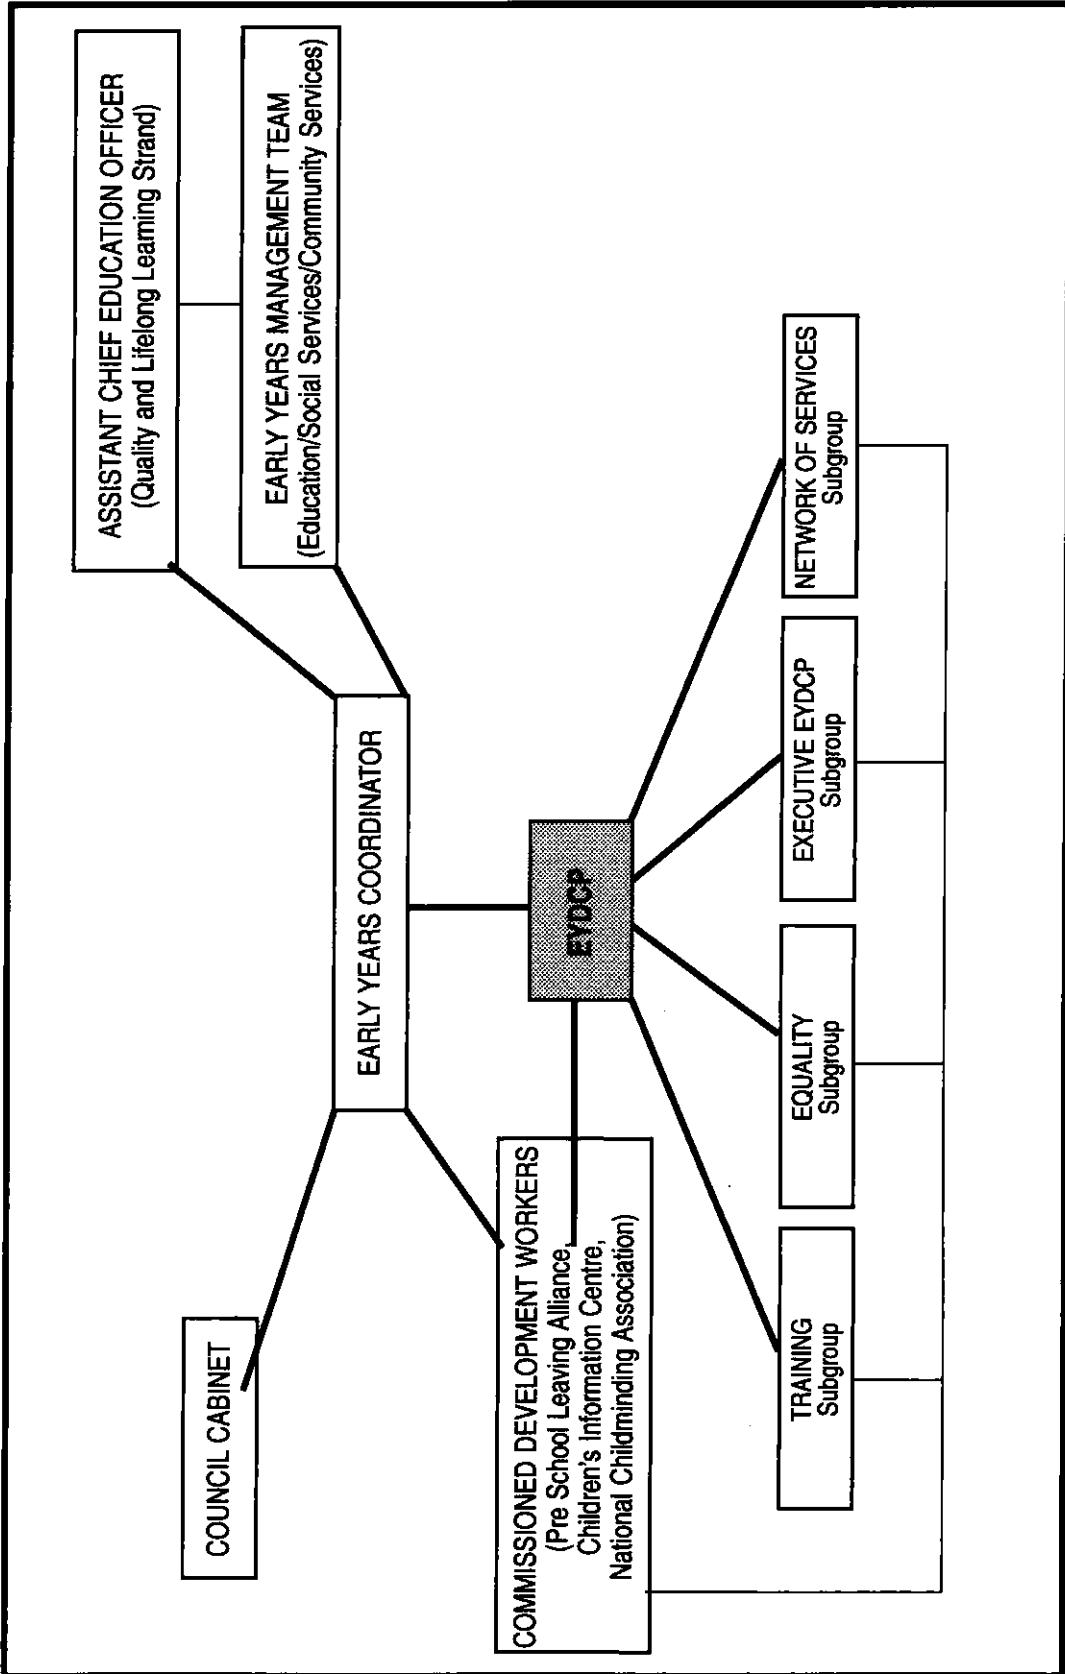 COUNCIL CABINET
ASSISTANT CHIEF EDUCATION OFFICER
(Quality and Lifelong Learning Strand)
EARLY YEARS MANAGEMENT TEAM
(Education/Social Services/Community Services)
EARLY YEARS COORDINATOR
COMMISSIONED DEVELOPMENT WORKERS
(Pre School Leaving Alliance,
Children's Information Centre,
National Childminding Association)
EYDCP
TRAINING
Subgroup
EQUALITY
Subgroup
EXECUTIVE EYDCP
Subgroup
NETWORK OF SERVICES
Subgroup